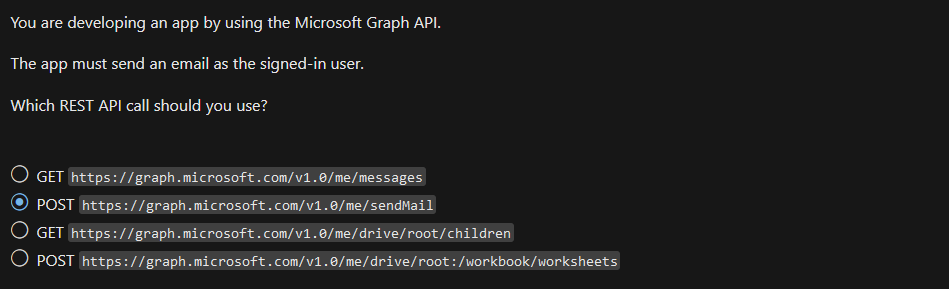 You are developing an app by using the Microsoft Graph API.
The app must send an email as the signed-in user.
Which REST API call should you use?
GET https://graph.microsoft.com/v1.0/me/messages
POST https://graph.microsoft.com/v1.0/me/sendMail
GET https://graph.microsoft.com/v1.0/me/drive/root/children
POST https://graph.microsoft.com/v1.0/me/drive/root:/workbook/worksheets